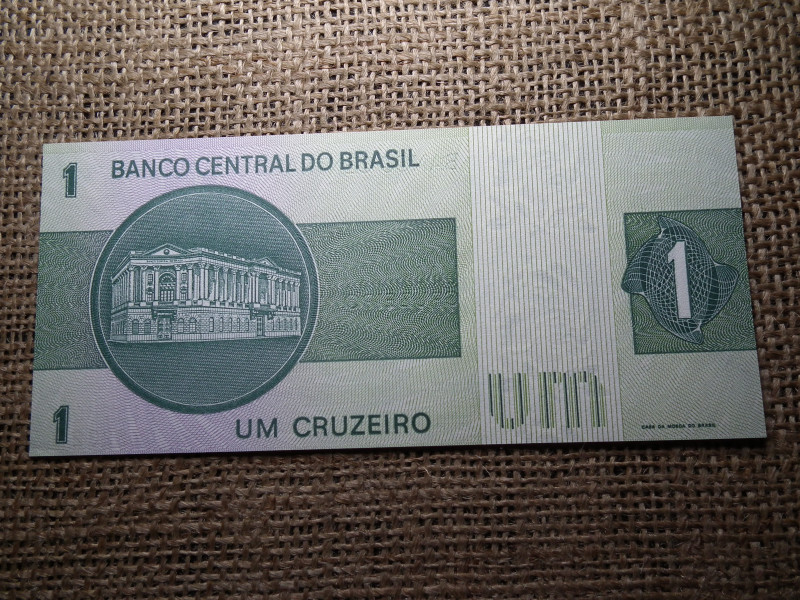 1
BANCO CENTRAL DO BRASIL
1
1
UM CRUZEIRO
um
CASA DA MOEDA DO BRASIL